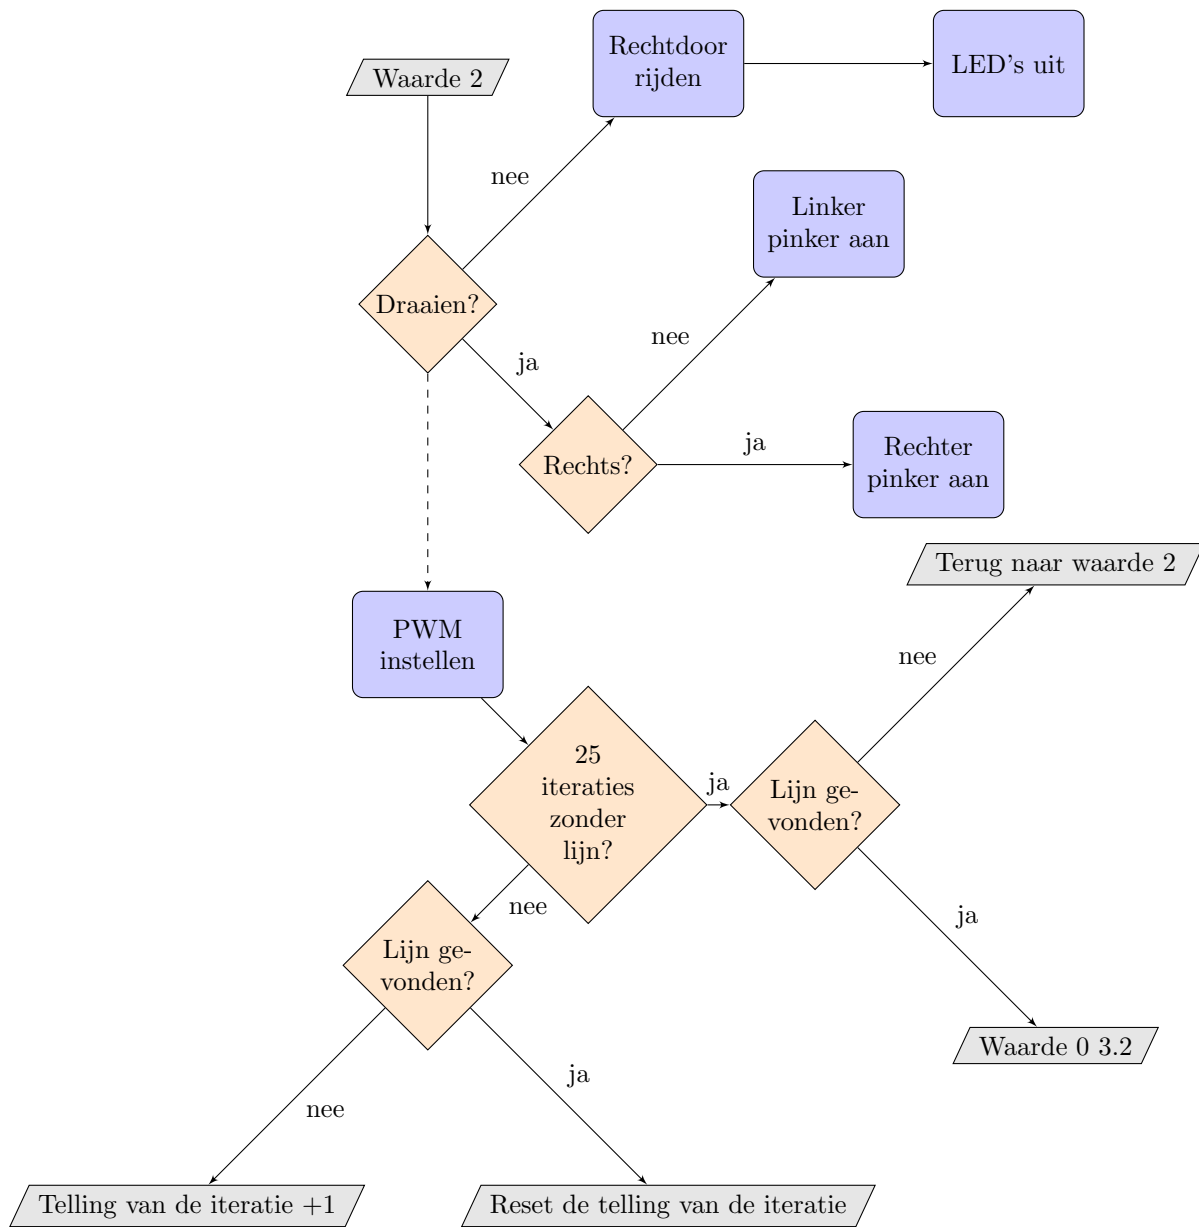 Waarde 2
Rechtdoor
rijden
LED's uit
nee
Linker
pinker aan
Draaien?
ja
nee
Rechts?
ja
Rechter
pinker aan
Terug naar waarde 2
PWM
instellen
nee
25
iteraties
zonder
lijn?
ja
Lijn ge-
vonden?
nee
Lijn ge-
vonden?
ja
Waarde 0 3.2
ja
nee
Telling van de iteratie +1
Reset de telling van de iteratie